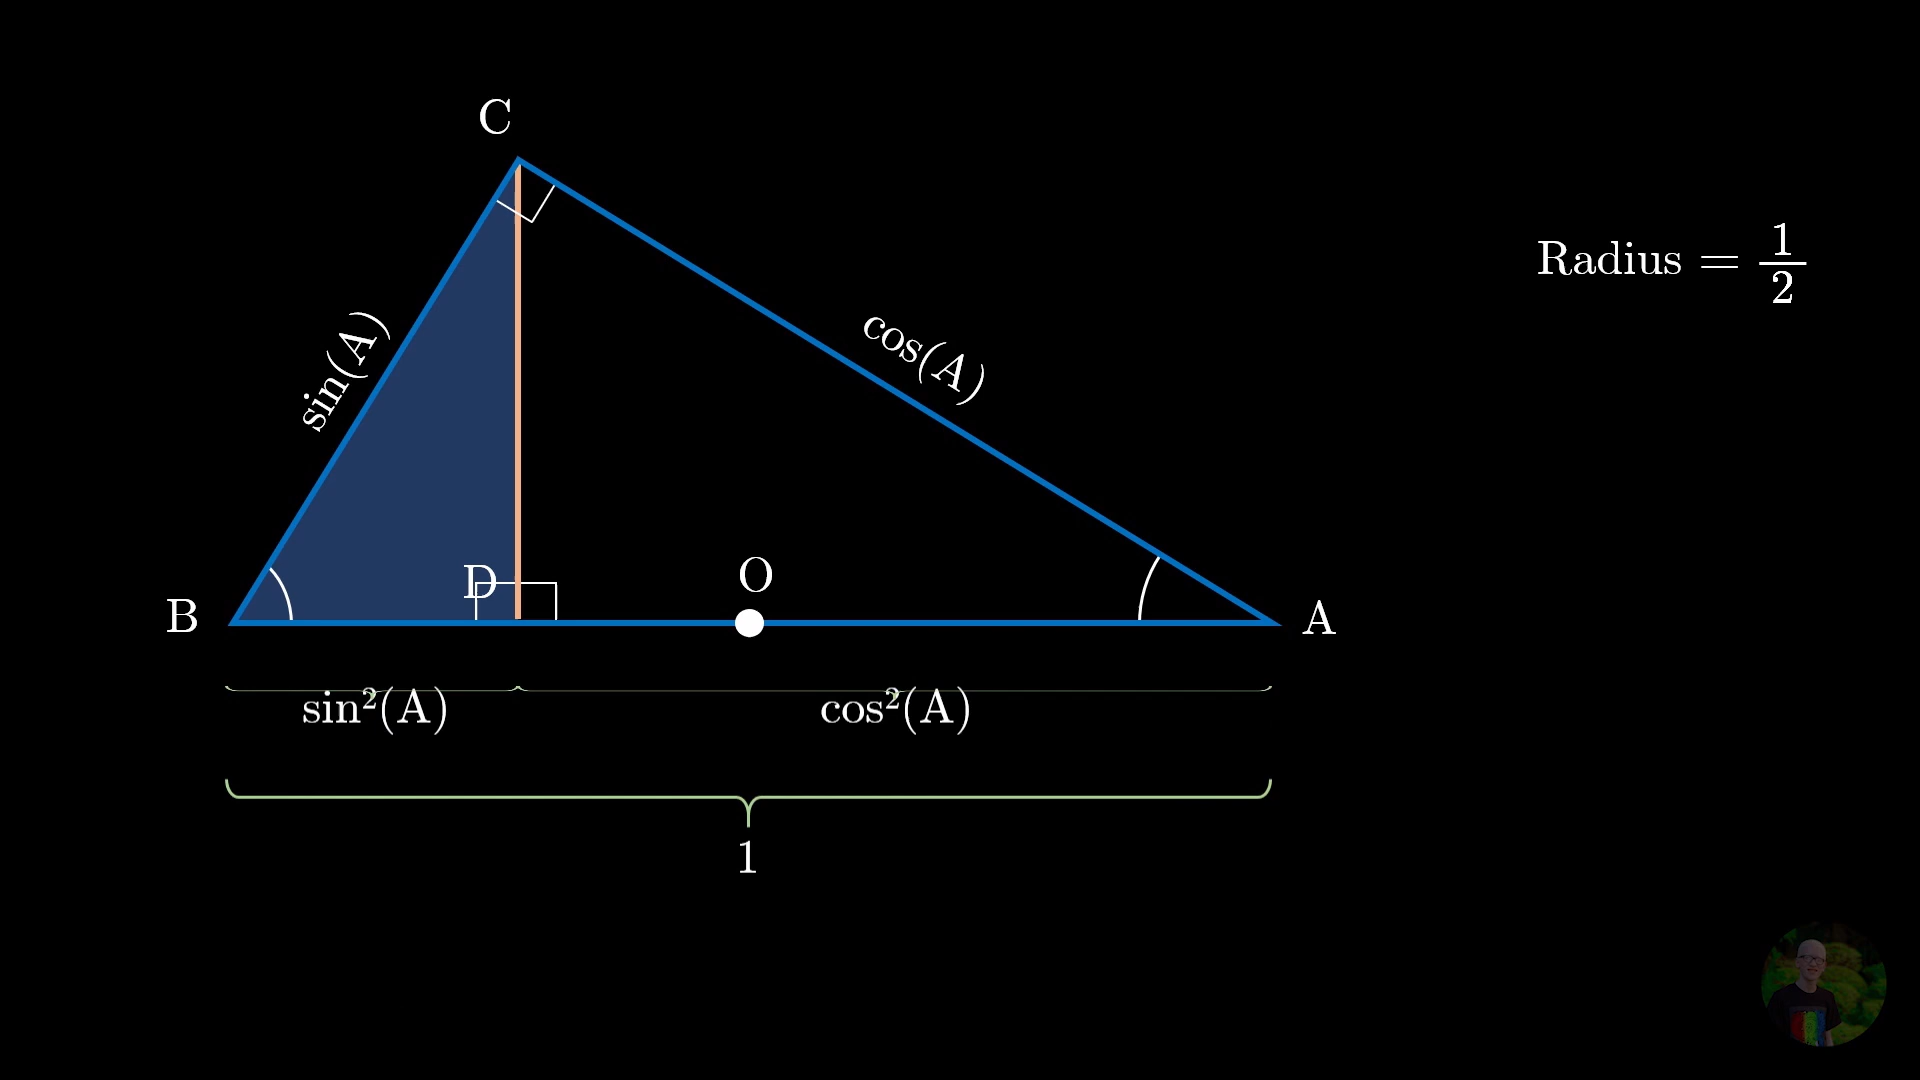 C
Radius = 1/2
sin(A)
cos(A)
D
O
B
A
sin²(A)
cos²(A)
1